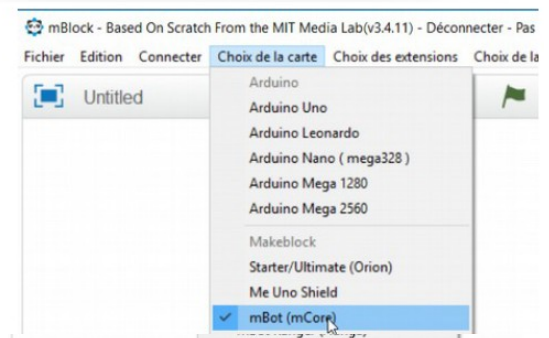 mBlock - Based On Scratch From the MIT Media Lab(v3.4.11) - Déconnecter - Pas
Fichier Edition Connecter Choix de la carte Choix des extensions Choix de la
Untitled
Arduino
Arduino Uno
Arduino Leonardo
Arduino Nano ( mega328 )
Arduino Mega 1280
Arduino Mega 2560
Makeblock
Starter/Ultimate (Orion)
Me Uno Shield
mBot (mCore)